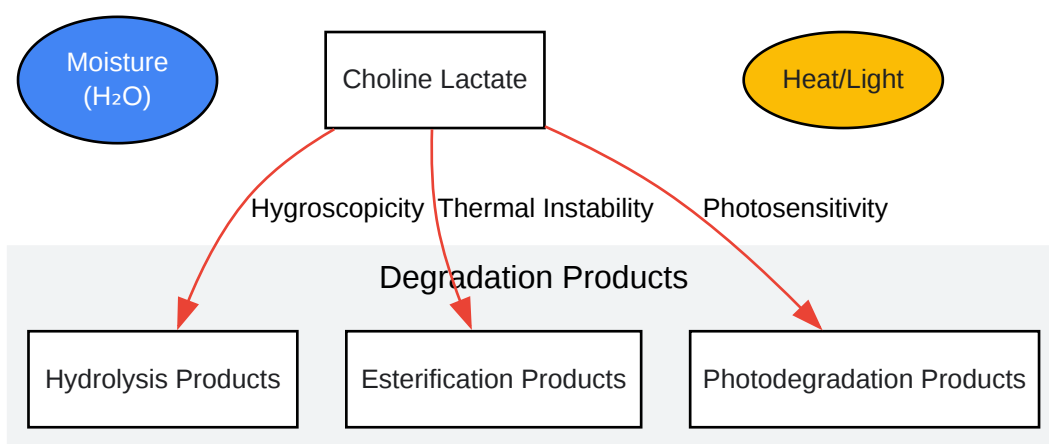 Moisture
(H₂O)
Choline Lactate
Heat/Light
Hygroscopicity
Thermal Instability
Photosensitivity
Degradation Products
Hydrolysis Products
Esterification Products
Photodegradation Products